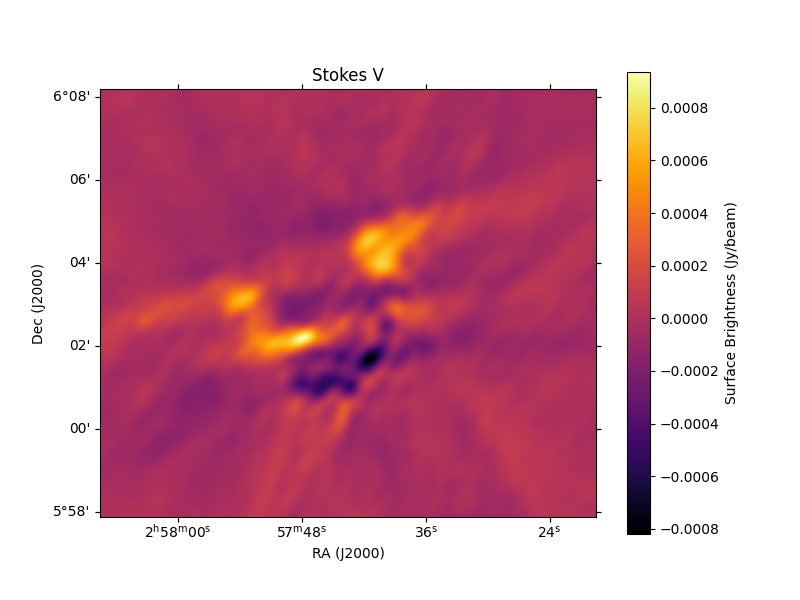 Stokes V
6°08'
06'
04'
02'
00'
5°58'
2h58m00s
57m48s
36s
24s
RA (J2000)
Dec (J2000)
0.0008
0.0006
0.0004
0.0002
0.0000
−0.0002
−0.0004
−0.0006
−0.0008
Surface Brightness (Jy/beam)